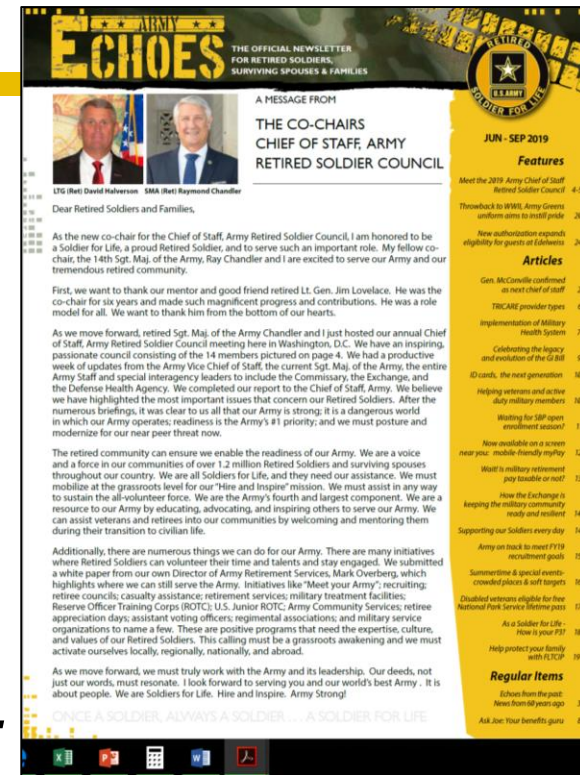 ★ ★ ARMY ★ ★
ECHOES
THE OFFICIAL NEWSLETTER
FOR RETIRED SOLDIERS,
SURVIVING SPOUSES & FAMILIES
RETIRED
U.S. ARMY
SOLDIER FOR LIFE
LTG (Ret) David Halverson SMA (Ret) Raymond Chandler
A MESSAGE FROM
THE CO-CHAIRS
CHIEF OF STAFF, ARMY
RETIRED SOLDIER COUNCIL
Dear Retired Soldiers and Families,
As the new co-chair for the Chief of Staff, Army Retired Soldier Council, I am honored to be
a Soldier for Life, a proud Retired Soldier, and to serve such an important role. My fellow co-
chair, the 14th Sgt. Maj. of the Army, Ray Chandler and I are excited to serve our Army and our
tremendous retired community.
First, we want to thank our mentor and good friend retired Lt. Gen. Jim Lovelace. He was the
co-chair for six years and made such magnificent progress and contributions. He was a role
model for all. We want to thank him from the bottom of our hearts.
As we move forward, retired Sgt. Maj. of the Army Chandler and I just hosted our annual Chief
of Staff, Army Retired Soldier Council meeting here in Washington, D.C. We have an inspiring,
passionate council consisting of the 14 members pictured on page 4. We had a productive
week of updates from the Army Vice Chief of Staff, the current Sgt. Maj. of the Army, the entire
Army Staff and special interagency leaders to include the Commissary, the Exchange, and
the Defense Health Agency. We completed our report to the Chief of Staff, Army. We believe
we have highlighted the most important issues that concern our Retired Soldiers. After the
numerous briefings, it was clear to us all that our Army is strong; it is a dangerous world
in which our Army operates; readiness is the Army's #1 priority; and we must posture and
modernize for our near peer threat now.
The retired community can ensure we enable the readiness of our Army. We are a voice
and a force in our communities of over 1.2 million Retired Soldiers and surviving spouses
throughout our country. We are all Soldiers for Life, and they need our assistance. We must
mobilize at the grassroots level for our "Hire and Inspire" mission. We must assist in any way
to sustain the all-volunteer force. We are the Army's fourth and largest component. We are a
resource to our Army by educating, advocating, and inspiring others to serve our Army. We
can assist veterans and retirees into our communities by welcoming and mentoring them
during their transition to civilian life.
Additionally, there are numerous things we can do for our Army. There are many initiatives
where Retired Soldiers can volunteer their time and talents and stay engaged. We submitted
a white paper from our own Director of Army Retirement Services, Mark Overberg, which
highlights where we can still serve the Army. Initiatives like "Meet your Army"; recruiting;
retiree councils; casualty assistance; retirement services; military treatment facilities;
Reserve Officer Training Corps (ROTC); U.S. Junior ROTC; Army Community Services; retiree
appreciation days; assistant voting officers; regimental associations; and military service
organizations to name a few. These are positive programs that need the expertise, culture,
and values of our Retired Soldiers. This calling must be a grassroots awakening and we must
activate ourselves locally, regionally, nationally, and abroad.
As we move forward, we must truly work with the Army and its leadership. Our deeds, not
just our words, must resonate. I look forward to serving you and our world's best Army . It is
about people. We are Soldiers for Life. Hire and Inspire. Army Strong!
ONCE A SOLDIER, ALWAYS A SOLDIER . . . A SOLDIER FOR LIFE
JUN - SEP 2019
Features
Meet the 2019 Army Chief of Staff
Retired Soldier Council 4-5
Throwback to WWII, Army Greens
uniform aims to instill pride
New authorization expands
eligibility for guests at Edelweiss
Articles
Gen. McConville confirmed
as next chief of staff
TRICARE provider types
Implementation of Military
Health System
Celebrating the legacy
and evolution of the GI Bill
ID cards, the next generation
Helping veterans and active
duty military members
Waiting for SBP open
enrollment season?
Now available on a screen
near you: mobile-friendly myPay
Wait! Is military retirement
pay taxable or not?
How the Exchange is
keeping the military community
ready and resilient
Supporting our Soldiers every day
Army on track to meet FY19
recruitment goals
Summertime & special events-
crowded places & soft targets
Disabled veterans eligible for free
National Park Service lifetime pass
As a Soldier for Life -
How is your P3?
Help protect your family
with FLTCIP
Regular Items
Echoes from the past:
News from 60 years ago
Ask Joe: Your benefits guru